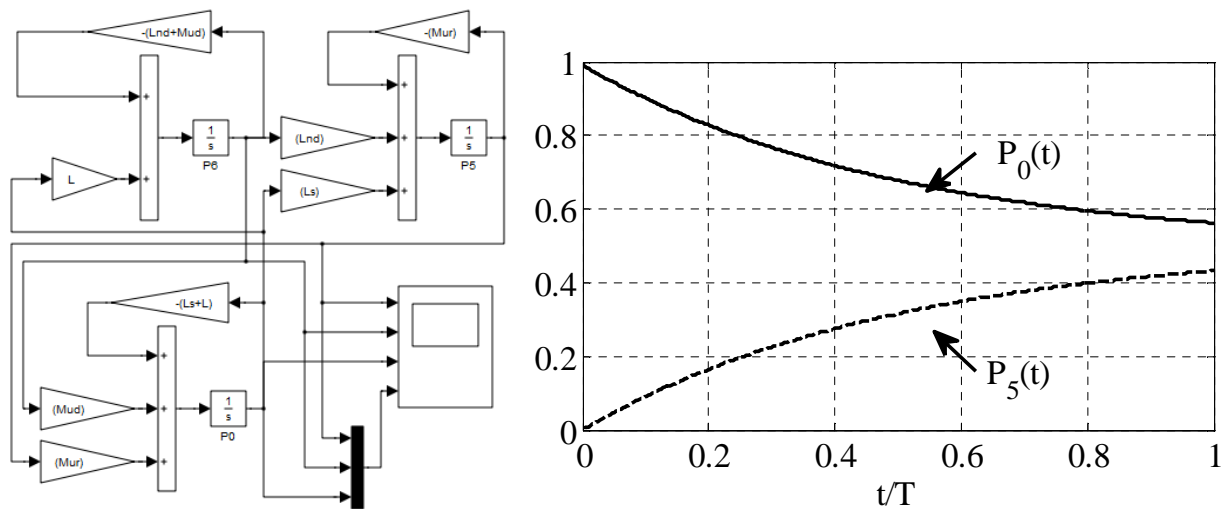 -(Lnd+Mud)
-(Mur)
+
+
L
+
+
+
1
s
P6
(Lnd)
(Ls)
1
s
P5
-(Ls+L)
+
+
+
(Mud)
(Mur)
1
s
P0
1
0.8
0.6
0.4
0.2
0
P0(t)
P5(t)
0 0.2 0.4 0.6 0.8 1
t/T